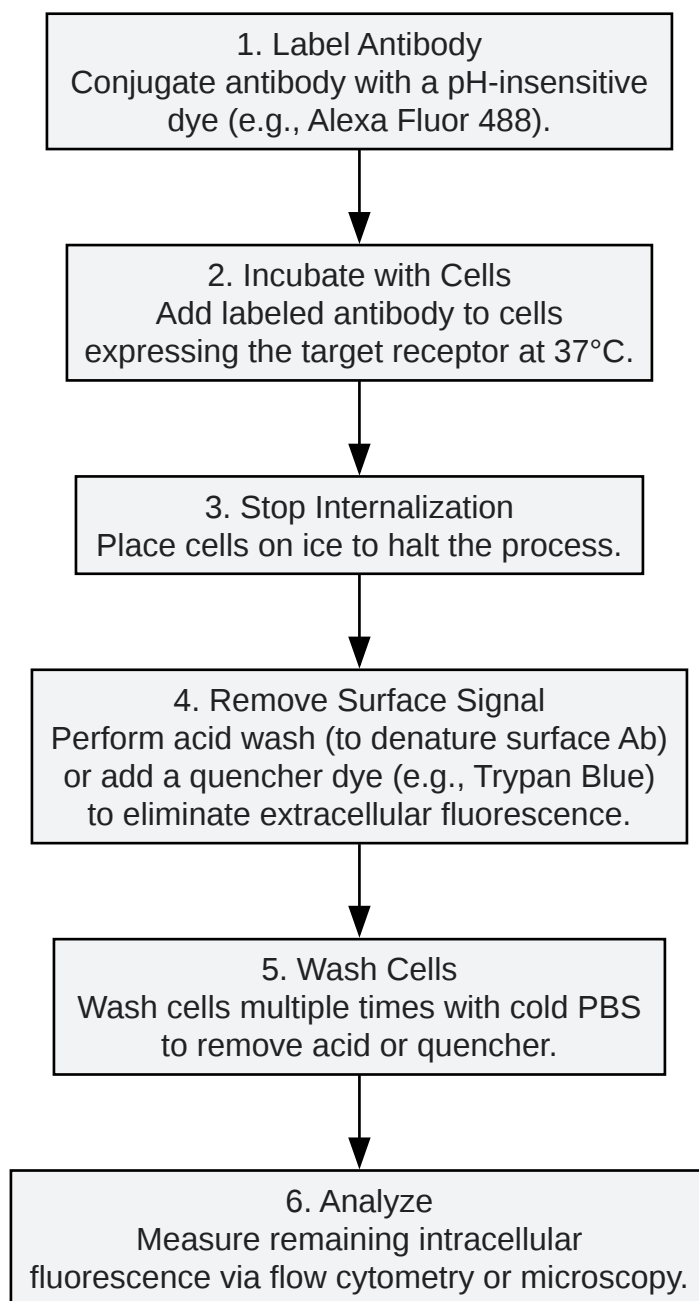 1. Label Antibody
Conjugate antibody with a pH-insensitive
dye (e.g., Alexa Fluor 488).
2. Incubate with Cells
Add labeled antibody to cells
expressing the target receptor at 37°C.
3. Stop Internalization
Place cells on ice to halt the process.
4. Remove Surface Signal
Perform acid wash (to denature surface Ab)
or add a quencher dye (e.g., Trypan Blue)
to eliminate extracellular fluorescence.
5. Wash Cells
Wash cells multiple times with cold PBS
to remove acid or quencher.
6. Analyze
Measure remaining intracellular
fluorescence via flow cytometry or microscopy.